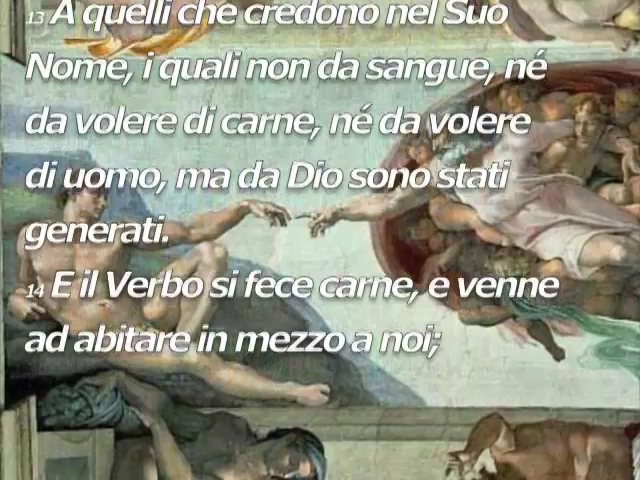 13 A quelli che credono nel Suo
Nome, i quali non da sangue, né
da volere di carne, né da volere
di uomo, ma da Dio sono stati
generati.
14 E il Verbo si fece carne, e venne
ad abitare in mezzo a noi;